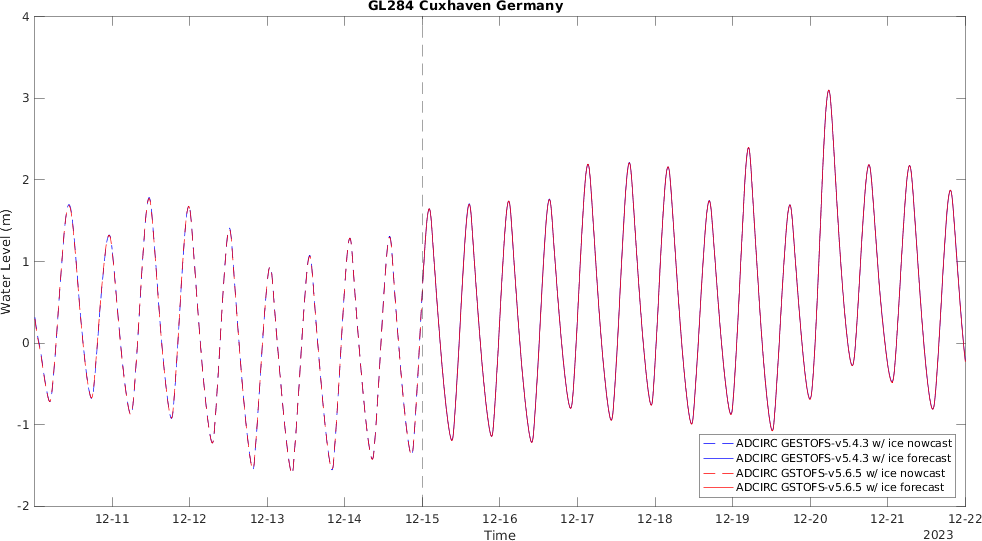 GL284 Cuxhaven Germany
4
3
2
1
0
-1
-2
Water Level (m)
12-11
12-12
12-13
12-14
12-15
12-16
12-17
12-18
12-19
12-20
12-21
12-22
Time
2023
ADCIRC GESTOFS-v5.4.3 w/ ice nowcast
ADCIRC GESTOFS-v5.4.3 w/ ice forecast
ADCIRC GSTOFS-v5.6.5 w/ ice nowcast
ADCIRC GSTOFS-v5.6.5 w/ ice forecast